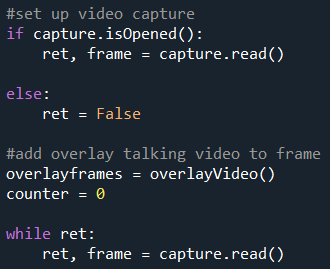 #set up video capture
if capture.isOpened():
    ret, frame = capture.read()
else:
    ret = False
#add overlay talking video to frame
overlayframes = overlayVideo()
counter = 0
while ret:
    ret, frame = capture.read()